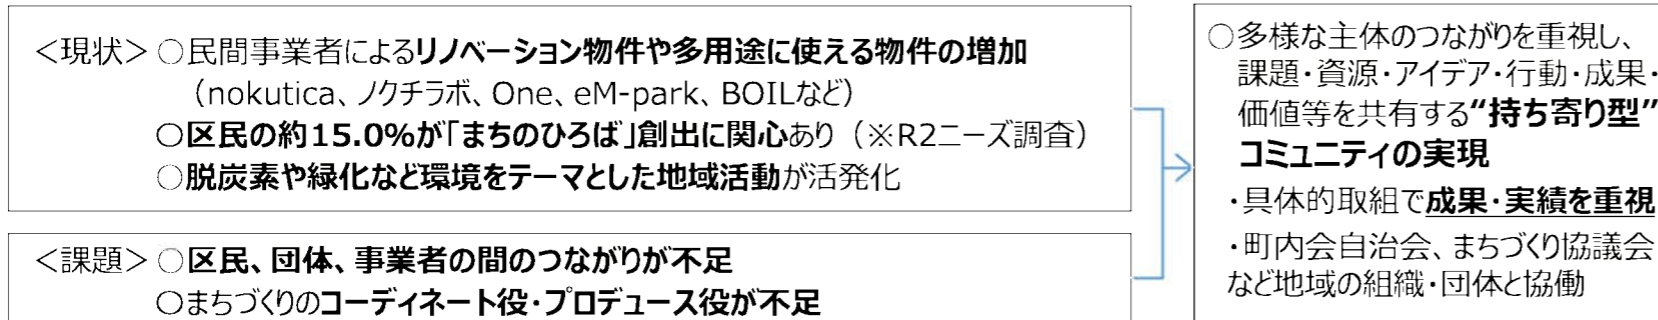 ＜現状＞○民間事業者によるリノベーション物件や多用途に使える物件の増加
（nokutica、ノクチラボ、One、eM-park、BOILなど）
○区民の約15.0%が「まちのひろば」創出に関心あり（※R2ニーズ調査）
○脱炭素や緑化など環境をテーマとした地域活動が活発化
＜課題＞○区民、団体、事業者の間のつながりが不足
○まちづくりのコーディネート役・プロデュース役が不足
○多様な主体のつながりを重視し、
課題・資源・アイデア・行動・成果・
価値等を共有する“持ち寄り型”
コミュニティの実現
・具体的取組で成果・実績を重視
・町内会自治会、まちづくり協議会
など地域の組織・団体と協働